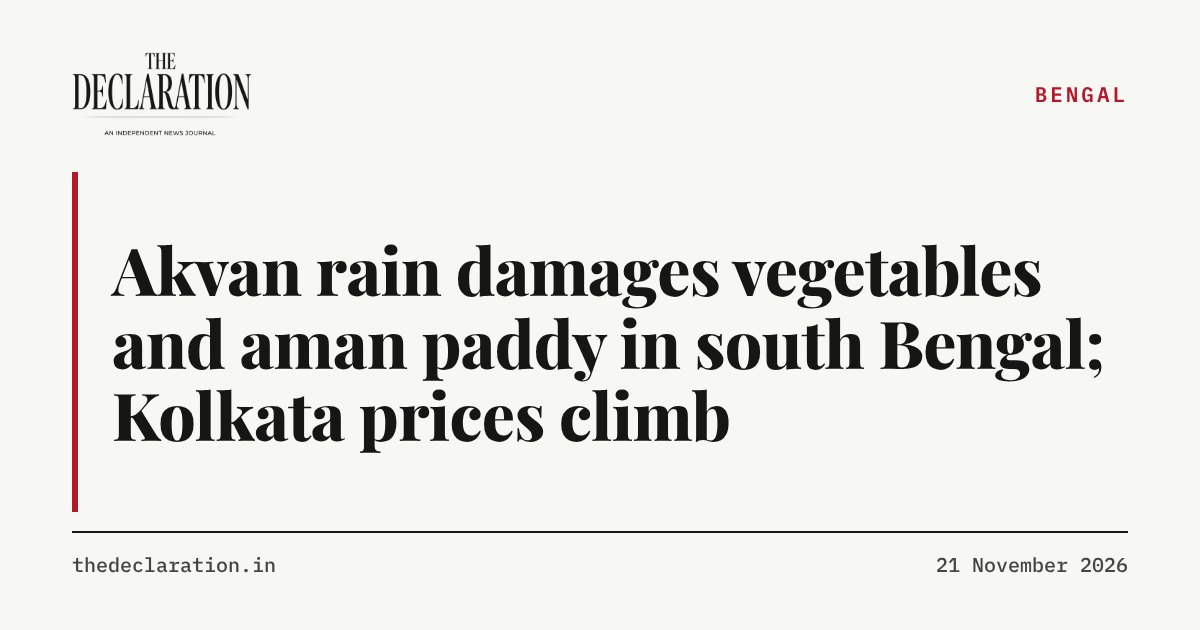 THE
DECLARATION
AN INDEPENDENT NEWS JOURNAL
BENGAL
Akvan rain damages vegetables
and aman paddy in south Bengal;
Kolkata prices climb
thedeclaration.in
21 November 2026